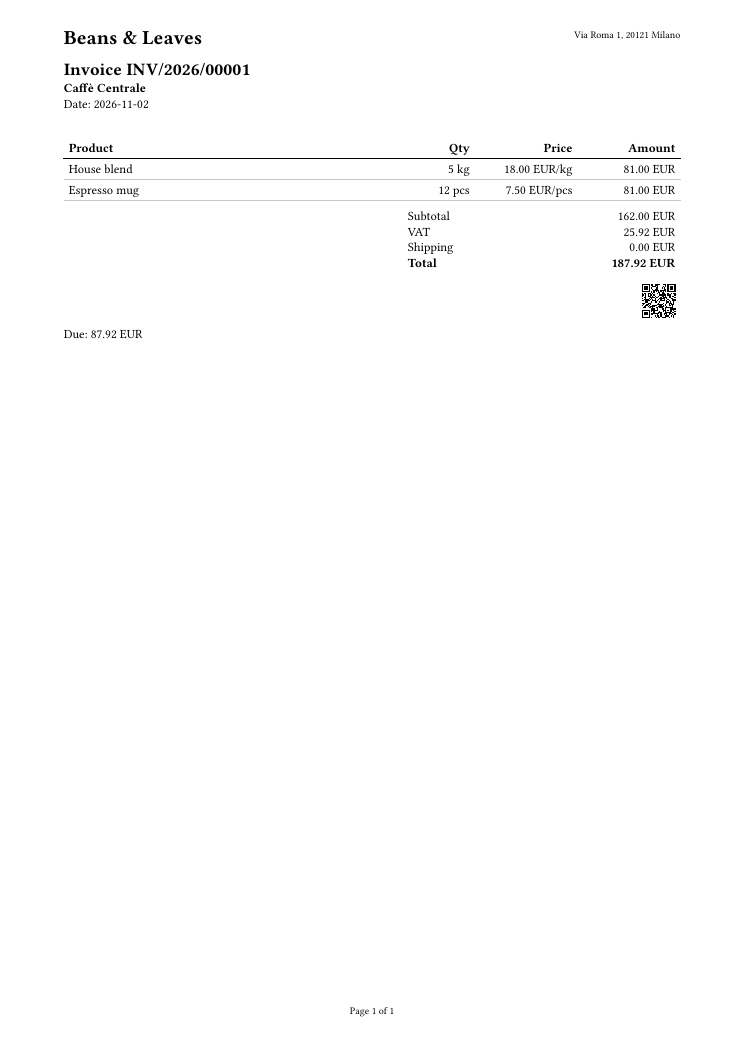 Beans & Leaves
Via Roma 1, 20121 Milano
Invoice INV/2026/00001
Caffè Centrale
Date: 2026-11-02
Product Qty Price Amount
House blend 5 kg 18.00 EUR/kg 81.00 EUR
Espresso mug 12 pcs 7.50 EUR/pcs 81.00 EUR
Subtotal 162.00 EUR
VAT 25.92 EUR
Shipping 0.00 EUR
Total 187.92 EUR
Due: 87.92 EUR
Page 1 of 1